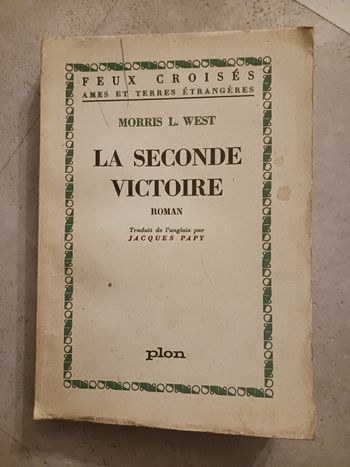 FEUX CROISÉS
AMES ET TERRES ÉTRANGÈRES
MORRIS L. WEST
LA SECONDE
VICTOIRE
ROMAN
Traduit de l'anglais par
JACQUES PAPY
plon